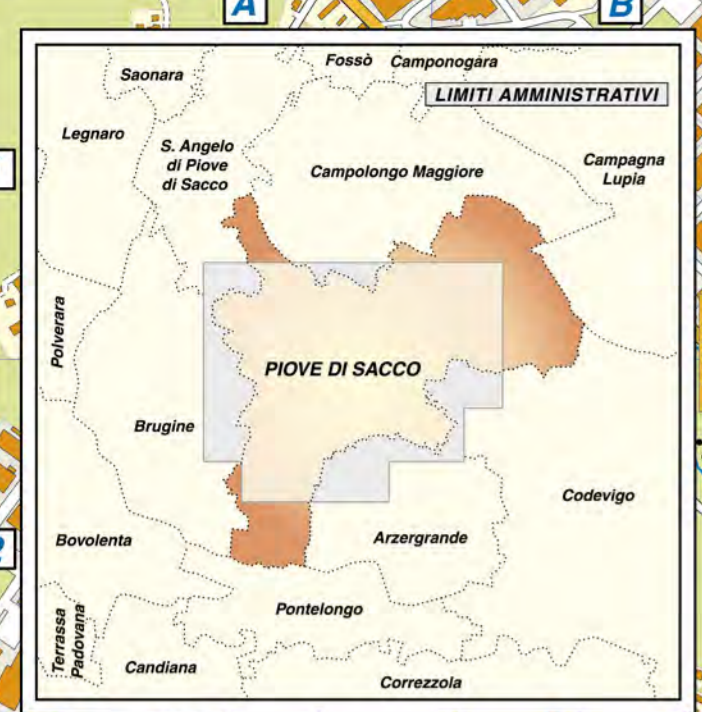 A
B
Fossò
Camponogara
Saonara
LIMITI AMMINISTRATIVI
Legnaro
S. Angelo
di Piove
di Sacco
Campolongo Maggiore
Campagna
Lupia
Polverara
PIOVE DI SACCO
Brugine
Codevigo
Bovolenta
Arzergrande
Pontelongo
Terrassa
Padovana
Candiana
Correzzola